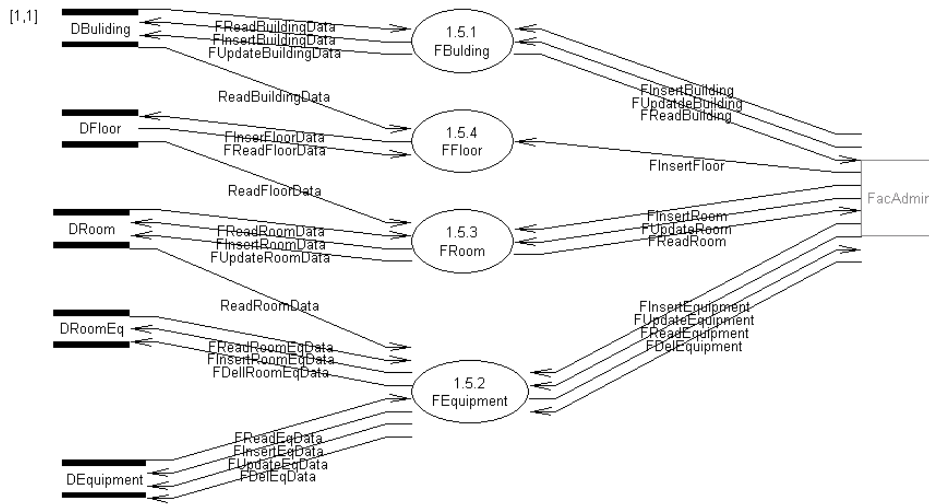 [1,1]
DBuliding
FReadBuildingData
FInsertBuildingData
FUpdateBuildingData
1.5.1
FBulding
FInsertBuilding
FUpdatdeBuilding
FReadBuilding
ReadBuildingData
DFloor
FInserFloorData
FReadFloorData
1.5.4
FFloor
FInsertFloor
FacAdmin
ReadFloorData
DRoom
FReadRoomData
FInsertRoomData
FUpdateRoomData
1.5.3
FRoom
FInsertRoom
FUpdateRoom
FReadRoom
ReadRoomData
DRoomEq
FReadRoomEqData
FInsertRoomEqData
FDellRoomEqData
FInsertEquipment
FUpdateEquipment
FReadEquipment
FDelEquipment
1.5.2
FEquipment
DEquipment
FReadEqData
FInsertEqData
FUpdateEqData
FDelEqData